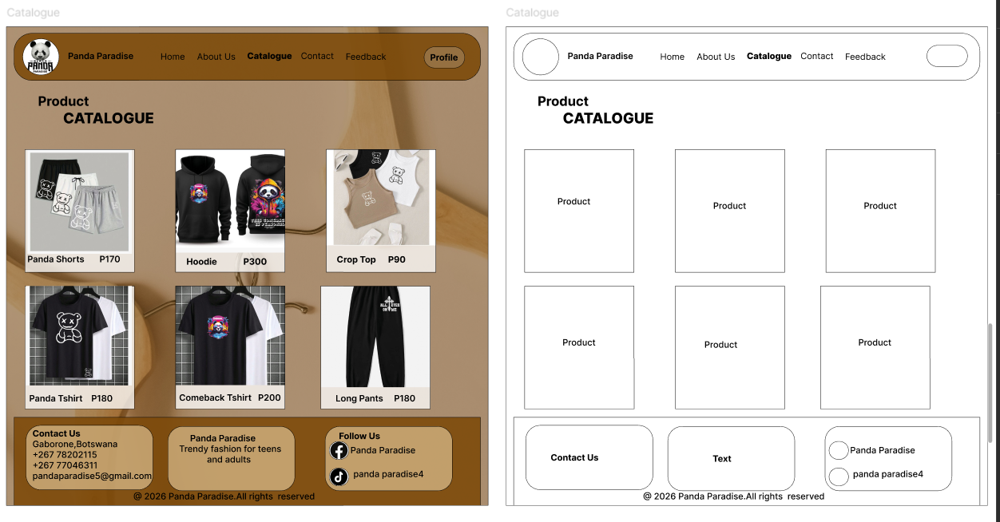 Catalogue
PANDA
PARADISE
Panda Paradise Home About Us Catalogue Contact Feedback Profile
Product
CATALOGUE
THIS COMEBACK
IS PERSONAL
Panda Shorts P170
Hoodie P300
Crop Top P90
ALL EYES
ON ME
Panda Tshirt P180
Comeback Tshirt P200
Long Pants P180
Contact Us
Gaborone,Botswana
+267 78202115
+267 77046311
pandaparadise5@gmail.com
Panda Paradise
Trendy fashion for teens
and adults
Follow Us
Panda Paradise
panda paradise4
@ 2026 Panda Paradise.All rights reserved
Catalogue
Panda Paradise Home About Us Catalogue Contact Feedback
Product
CATALOGUE
Product
Product
Product
Product
Product
Product
Contact Us
Text
Panda Paradise
panda paradise4
@ 2026 Panda Paradise.All rights reserved